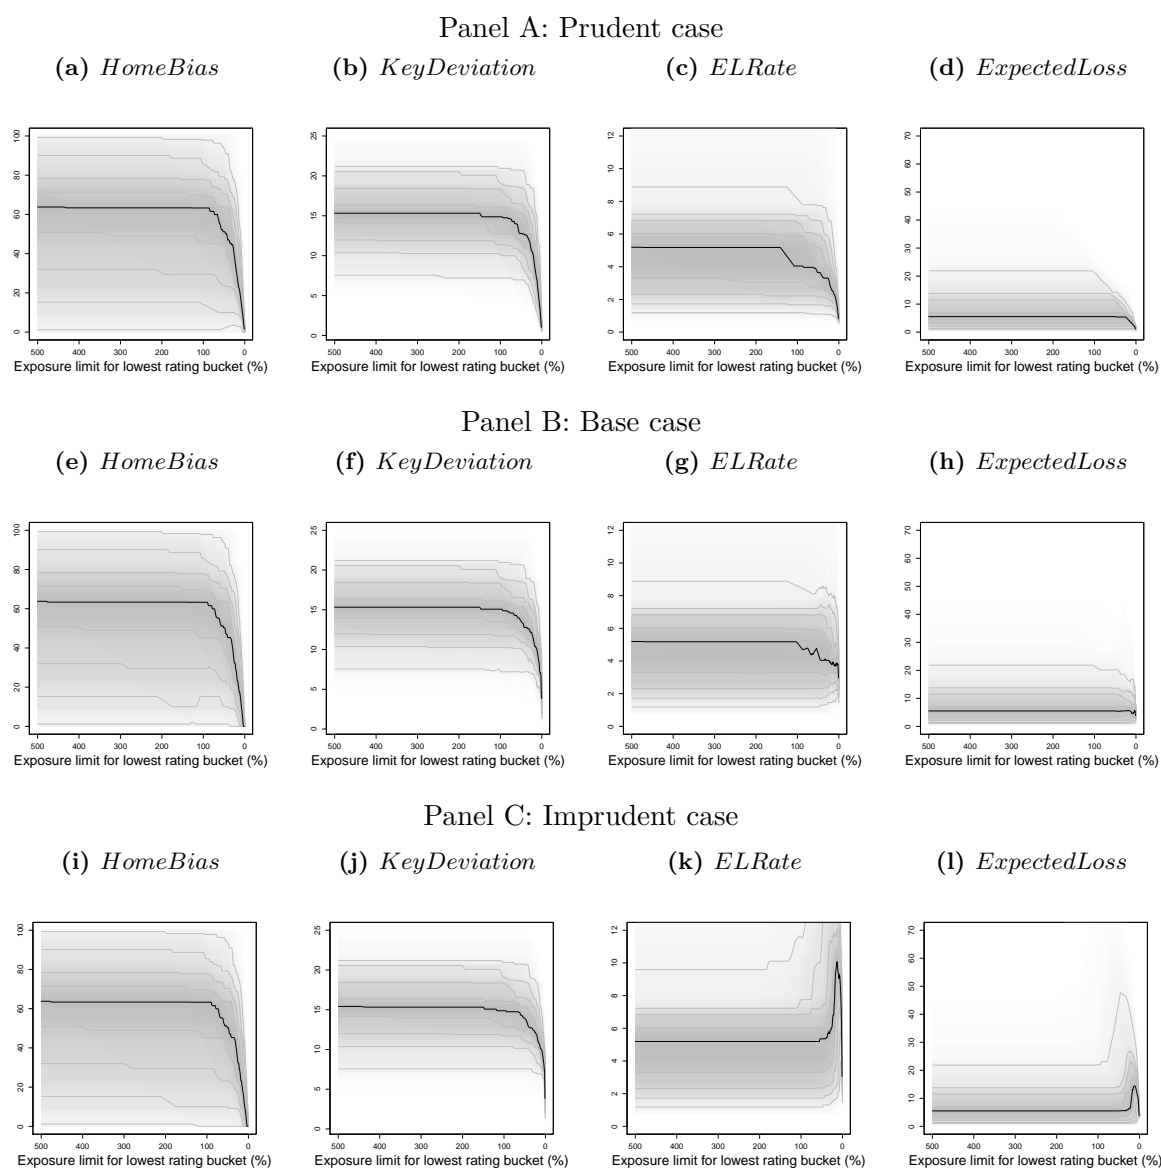 Panel A: Prudent case
(a) HomeBias (b) KeyDeviation (c) ELRate (d) ExpectedLoss
0 20 40 60 80 100
500 400 300 200 100 0
Exposure limit for lowest rating bucket (%)
0 5 10 15 20 25
500 400 300 200 100 0
Exposure limit for lowest rating bucket (%)
0 2 4 6 8 10 12
500 400 300 200 100 0
Exposure limit for lowest rating bucket (%)
0 10 20 30 40 50 60 70
500 400 300 200 100 0
Exposure limit for lowest rating bucket (%)
Panel B: Base case
(e) HomeBias (f) KeyDeviation (g) ELRate (h) ExpectedLoss
0 20 40 60 80 100
500 400 300 200 100 0
Exposure limit for lowest rating bucket (%)
0 5 10 15 20 25
500 400 300 200 100 0
Exposure limit for lowest rating bucket (%)
0 2 4 6 8 10 12
500 400 300 200 100 0
Exposure limit for lowest rating bucket (%)
0 10 20 30 40 50 60 70
500 400 300 200 100 0
Exposure limit for lowest rating bucket (%)
Panel C: Imprudent case
(i) HomeBias (j) KeyDeviation (k) ELRate (l) ExpectedLoss
0 20 40 60 80 100
500 400 300 200 100 0
Exposure limit for lowest rating bucket (%)
0 5 10 15 20 25
500 400 300 200 100 0
Exposure limit for lowest rating bucket (%)
0 2 4 6 8 10 12
500 400 300 200 100 0
Exposure limit for lowest rating bucket (%)
0 10 20 30 40 50 60 70
500 400 300 200 100 0
Exposure limit for lowest rating bucket (%)